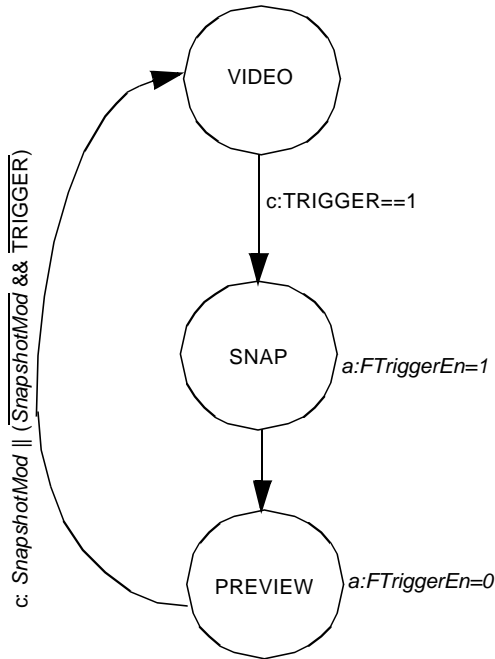 VIDEO
c:TRIGGER==1
SNAP
a:FTriggerEn=1
PREVIEW
a:FTriggerEn=0
c: SnapshotMod || (SnapshotMod && TRIGGER)